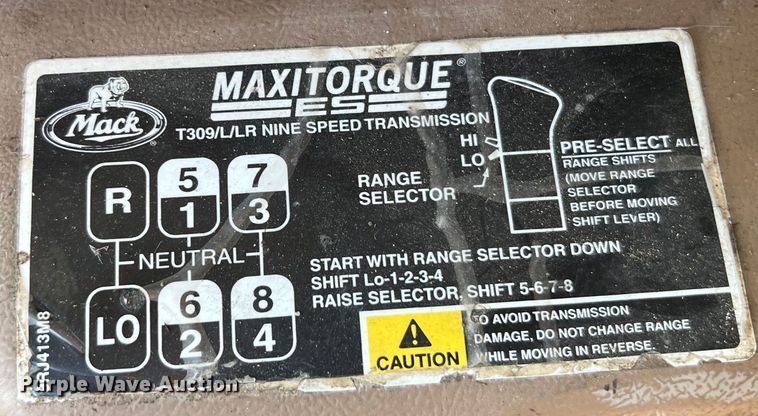 Mack
MAXITORQUE®
ES
T309/L/LR NINE SPEED TRANSMISSION
HI
LO
RANGE
SELECTOR
PRE-SELECT ALL
RANGE SHIFTS
(MOVE RANGE
SELECTOR
BEFORE MOVING
SHIFT LEVER)
R 5 7
1 3
NEUTRAL
LO 6 8
2 4
START WITH RANGE SELECTOR DOWN
SHIFT Lo-1-2-3-4
RAISE SELECTOR, SHIFT 5-6-7-8
CAUTION
TO AVOID TRANSMISSION
DAMAGE, DO NOT CHANGE RANGE
WHILE MOVING IN REVERSE.
RJ413M8
Purple Wave Auction